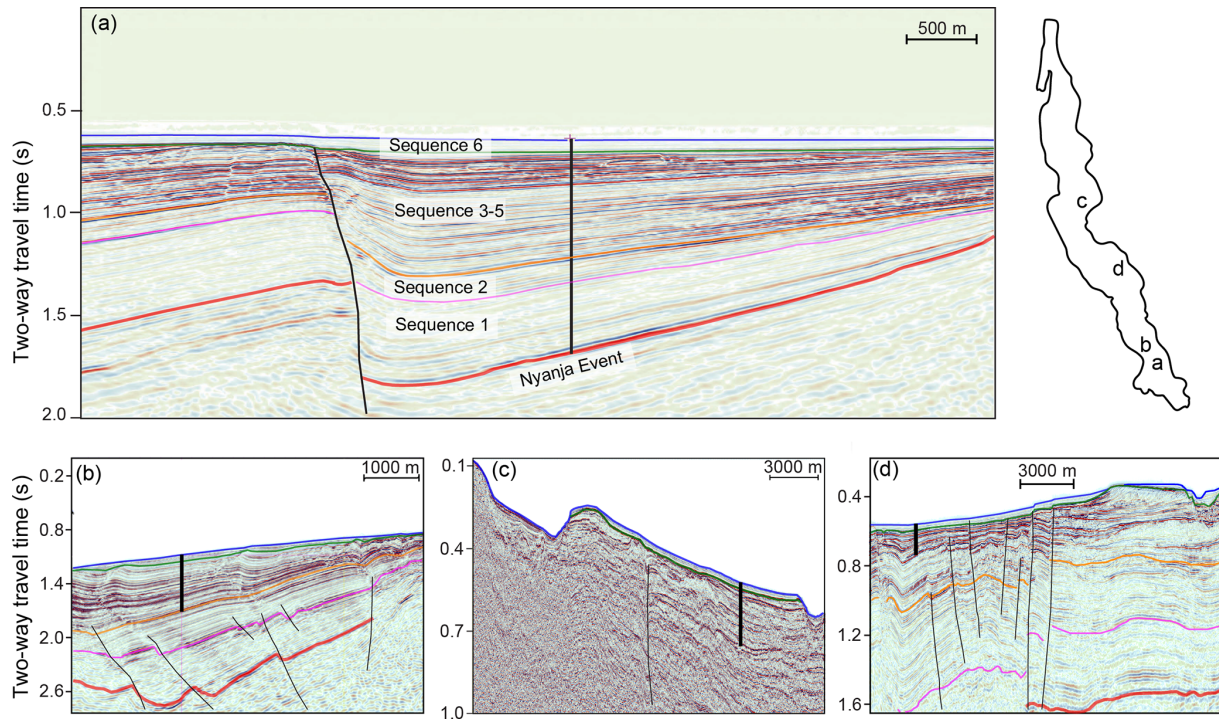 (a)
500 m
Two-way travel time (s)
0.5
1.0
1.5
2.0
Sequence 6
Sequence 3-5
Sequence 2
Sequence 1
Nyanja Event
c
d
b
a
(b)
1000 m
Two-way travel time (s)
0.2
0.8
1.4
2.0
2.6
(c)
3000 m
0.1
0.4
0.7
1.0
(d)
3000 m
0.4
0.8
1.2
1.6